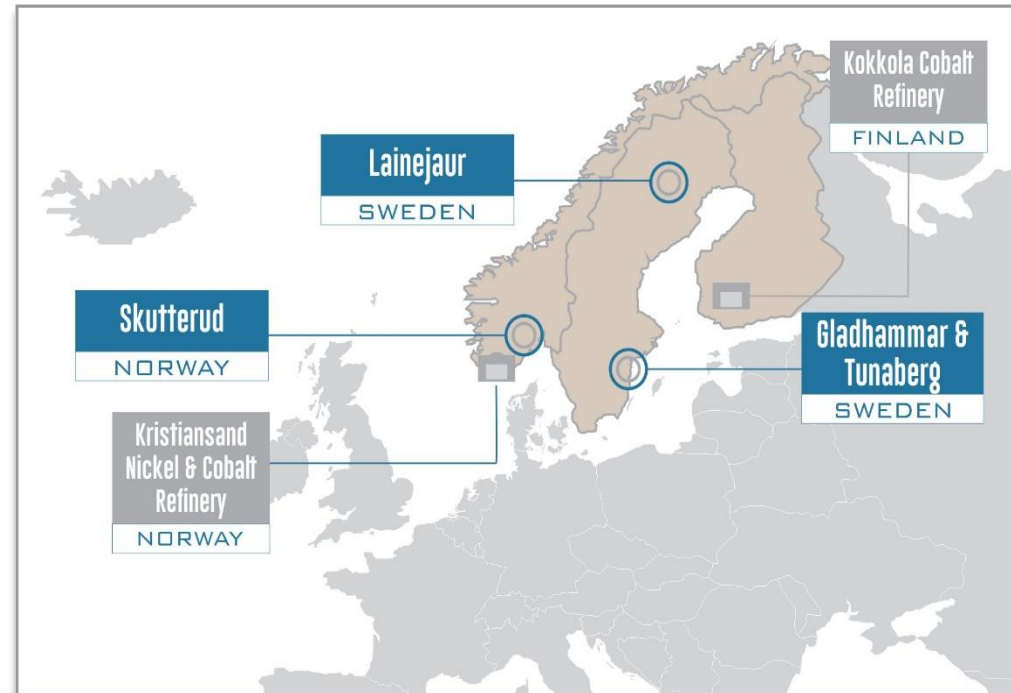 Kokkola Cobalt
Refinery
FINLAND
Lainejaur
SWEDEN
Skutterud
NORWAY
Gladhammar &
Tunaberg
SWEDEN
Kristiansand
Nickel & Cobalt
Refinery
NORWAY